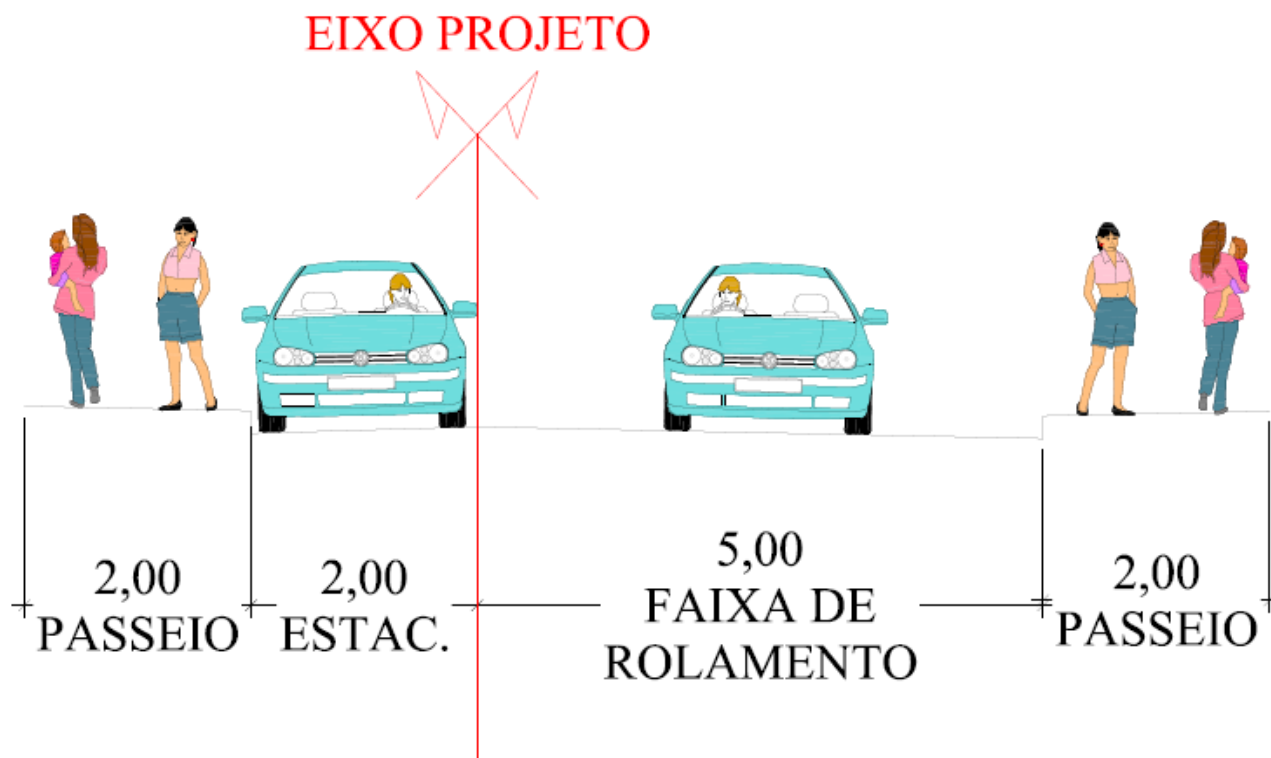 EIXO PROJETO
2,00
PASSEIO
2,00
ESTAC.
5,00
FAIXA DE
ROLAMENTO
2,00
PASSEIO